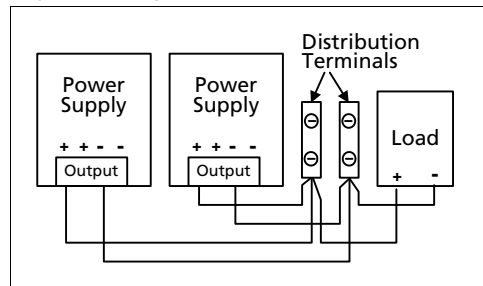 Distribution
Terminals
Power
Supply
+ + - -
Output
Power
Supply
+ + - -
Output
Load
+ -